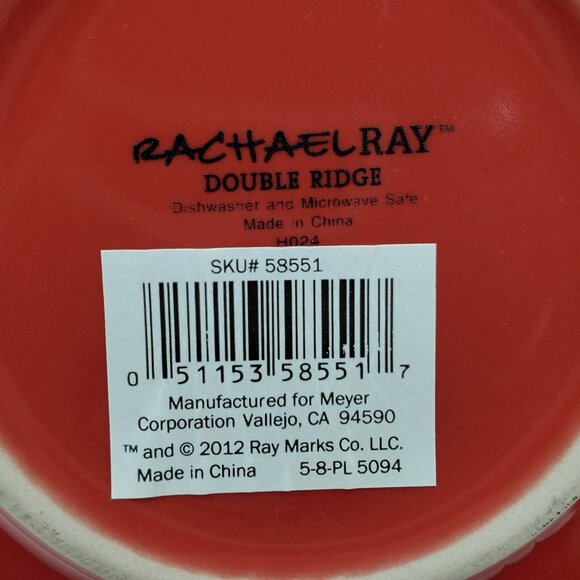 RACHAELRAY™
DOUBLE RIDGE
Dishwasher and Microwave Safe
Made in China
H024
SKU# 58551
0 51153 58551 7
Manufactured for Meyer
Corporation Vallejo, CA 94590
™ and © 2012 Ray Marks Co. LLC.
Made in China 5-8-PL 5094